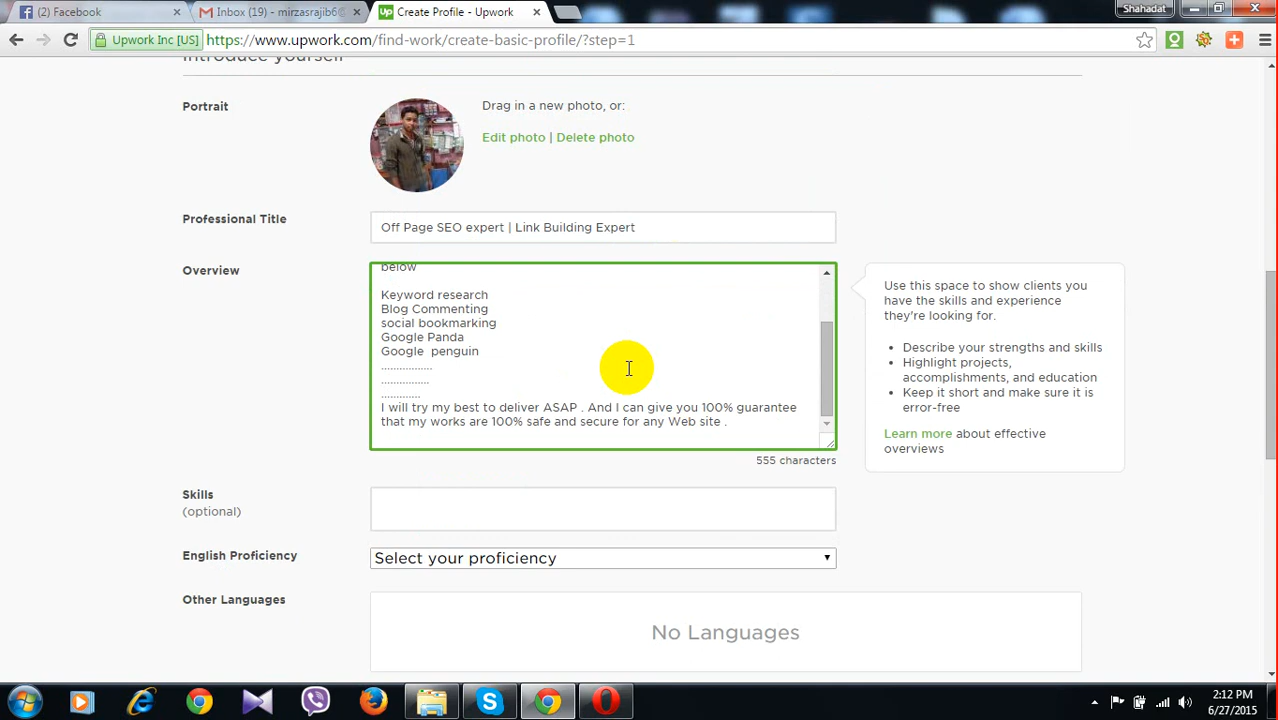 (2) Facebook
Inbox (19) - mirzasrajib6@
Create Profile - Upwork
Shahadat
Upwork Inc [US]
https://www.upwork.com/find-work/create-basic-profile/?step=1
Introduce yourself
Portrait
Drag in a new photo, or:
Edit photo | Delete photo
Professional Title
Off Page SEO expert | Link Building Expert
Overview
below
Keyword research
Blog Commenting
social bookmarking
Google Panda
Google  penguin
.................
................
.............
I will try my best to deliver ASAP . And I can give you 100% guarantee
that my works are 100% safe and secure for any Web site .
555 characters
Use this space to show clients you
have the skills and experience
they're looking for.
• Describe your strengths and skills
• Highlight projects,
accomplishments, and education
• Keep it short and make sure it is
error-free
Learn more about effective
overviews
Skills
(optional)
English Proficiency
Select your proficiency
Other Languages
No Languages
2:12 PM
6/27/2015